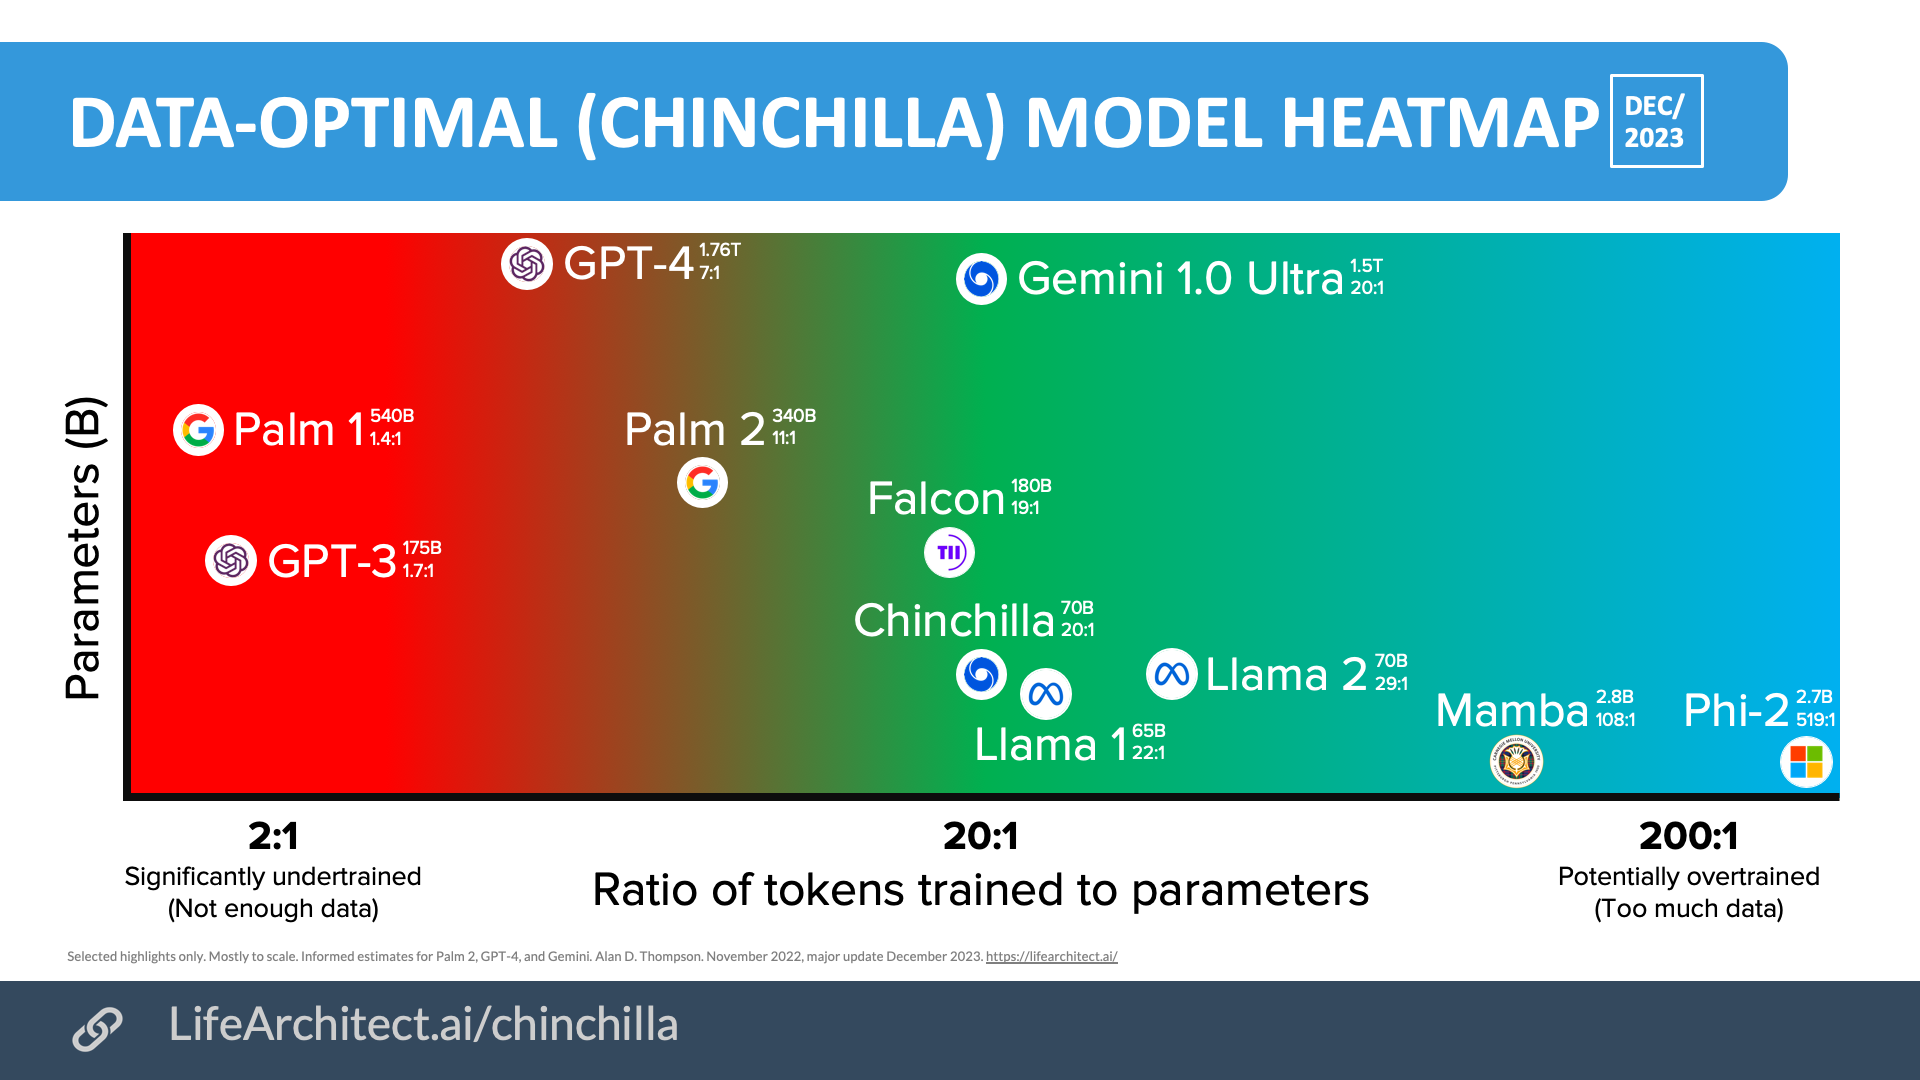 DATA-OPTIMAL (CHINCHILLA) MODEL HEATMAP
DEC/
2023
Parameters (B)
GPT-4 1.76T
7:1
Gemini 1.0 Ultra 1.5T
20:1
Palm 1 540B
1.4:1
Palm 2 340B
11:1
Falcon 180B
19:1
TII
GPT-3 175B
1.7:1
Chinchilla 70B
20:1
Llama 2 70B
29:1
Llama 1 65B
22:1
Mamba 2.8B
108:1
Phi-2 2.7B
519:1
2:1
Significantly undertrained
(Not enough data)
20:1
Ratio of tokens trained to parameters
200:1
Potentially overtrained
(Too much data)
Selected highlights only. Mostly to scale. Informed estimates for Palm 2, GPT-4, and Gemini. Alan D. Thompson. November 2022, major update December 2023. https://lifearchitect.ai/
LifeArchitect.ai/chinchilla